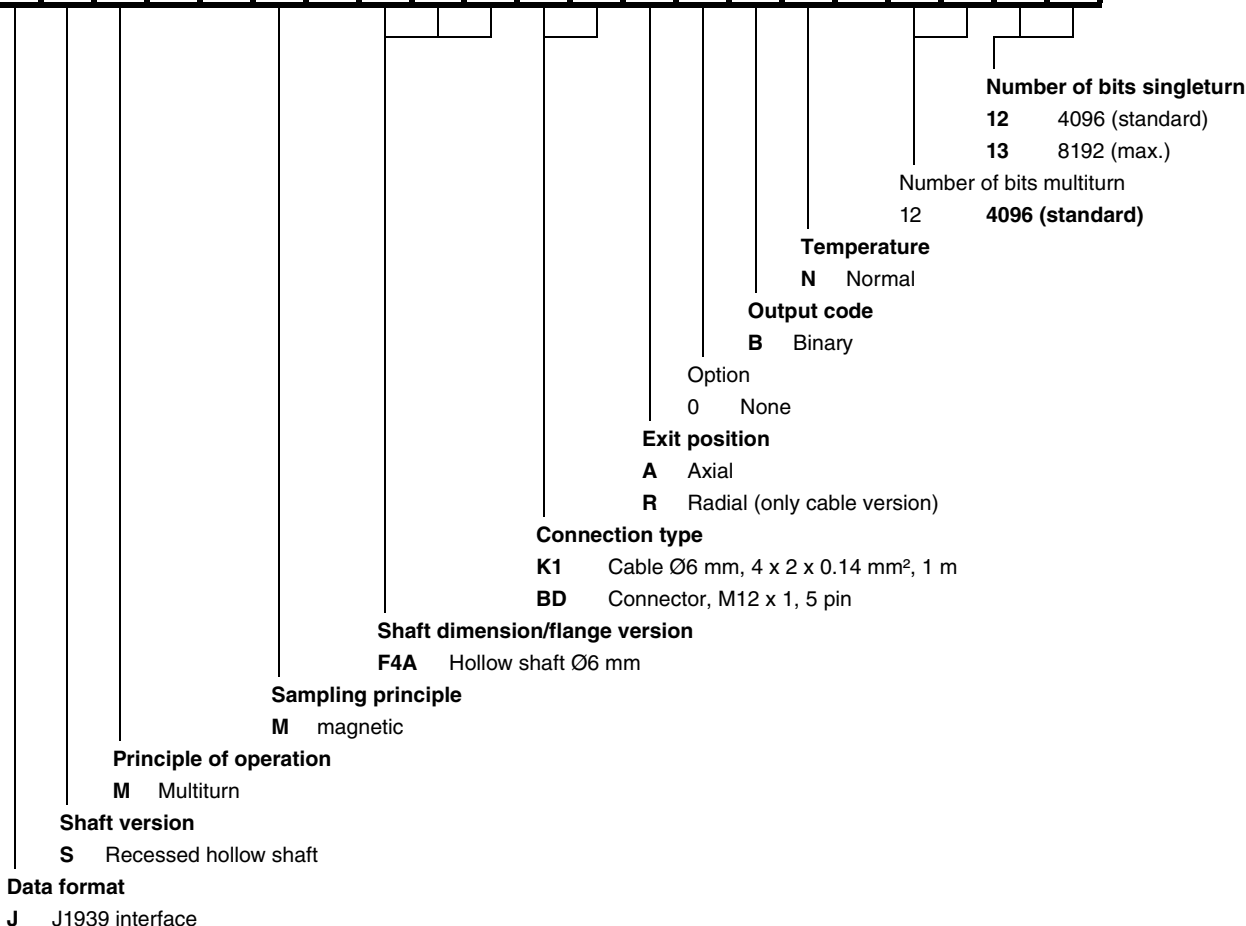 Number of bits singleturn
12 4096 (standard)
13 8192 (max.)
Number of bits multiturn
12 4096 (standard)
Temperature
N Normal
Output code
B Binary
Option
0 None
Exit position
A Axial
R Radial (only cable version)
Connection type
K1 Cable Ø6 mm, 4 x 2 x 0.14 mm², 1 m
BD Connector, M12 x 1, 5 pin
Shaft dimension/flange version
F4A Hollow shaft Ø6 mm
Sampling principle
M magnetic
Principle of operation
M Multiturn
Shaft version
S Recessed hollow shaft
Data format
J J1939 interface